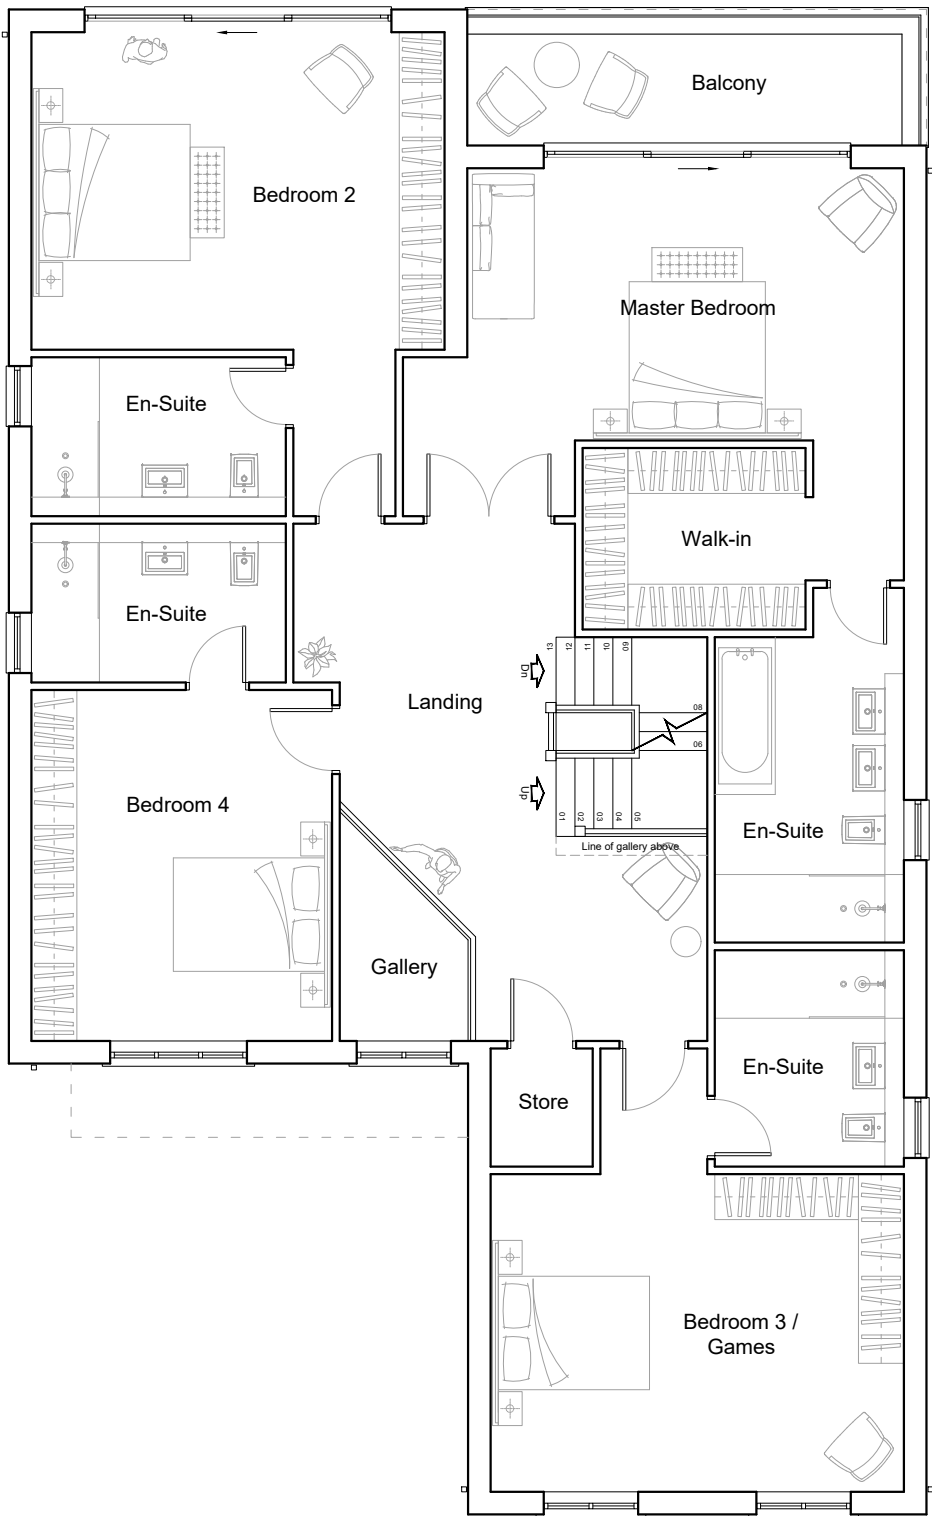 Balcony
Bedroom 2
Master Bedroom
En-Suite
Walk-in
En-Suite
13
12
11
10
09
Dn
Landing
08
06
Up
01
02
03
04
05
Bedroom 4
En-Suite
Line of gallery above
Gallery
En-Suite
Store
Bedroom 3 /
Games